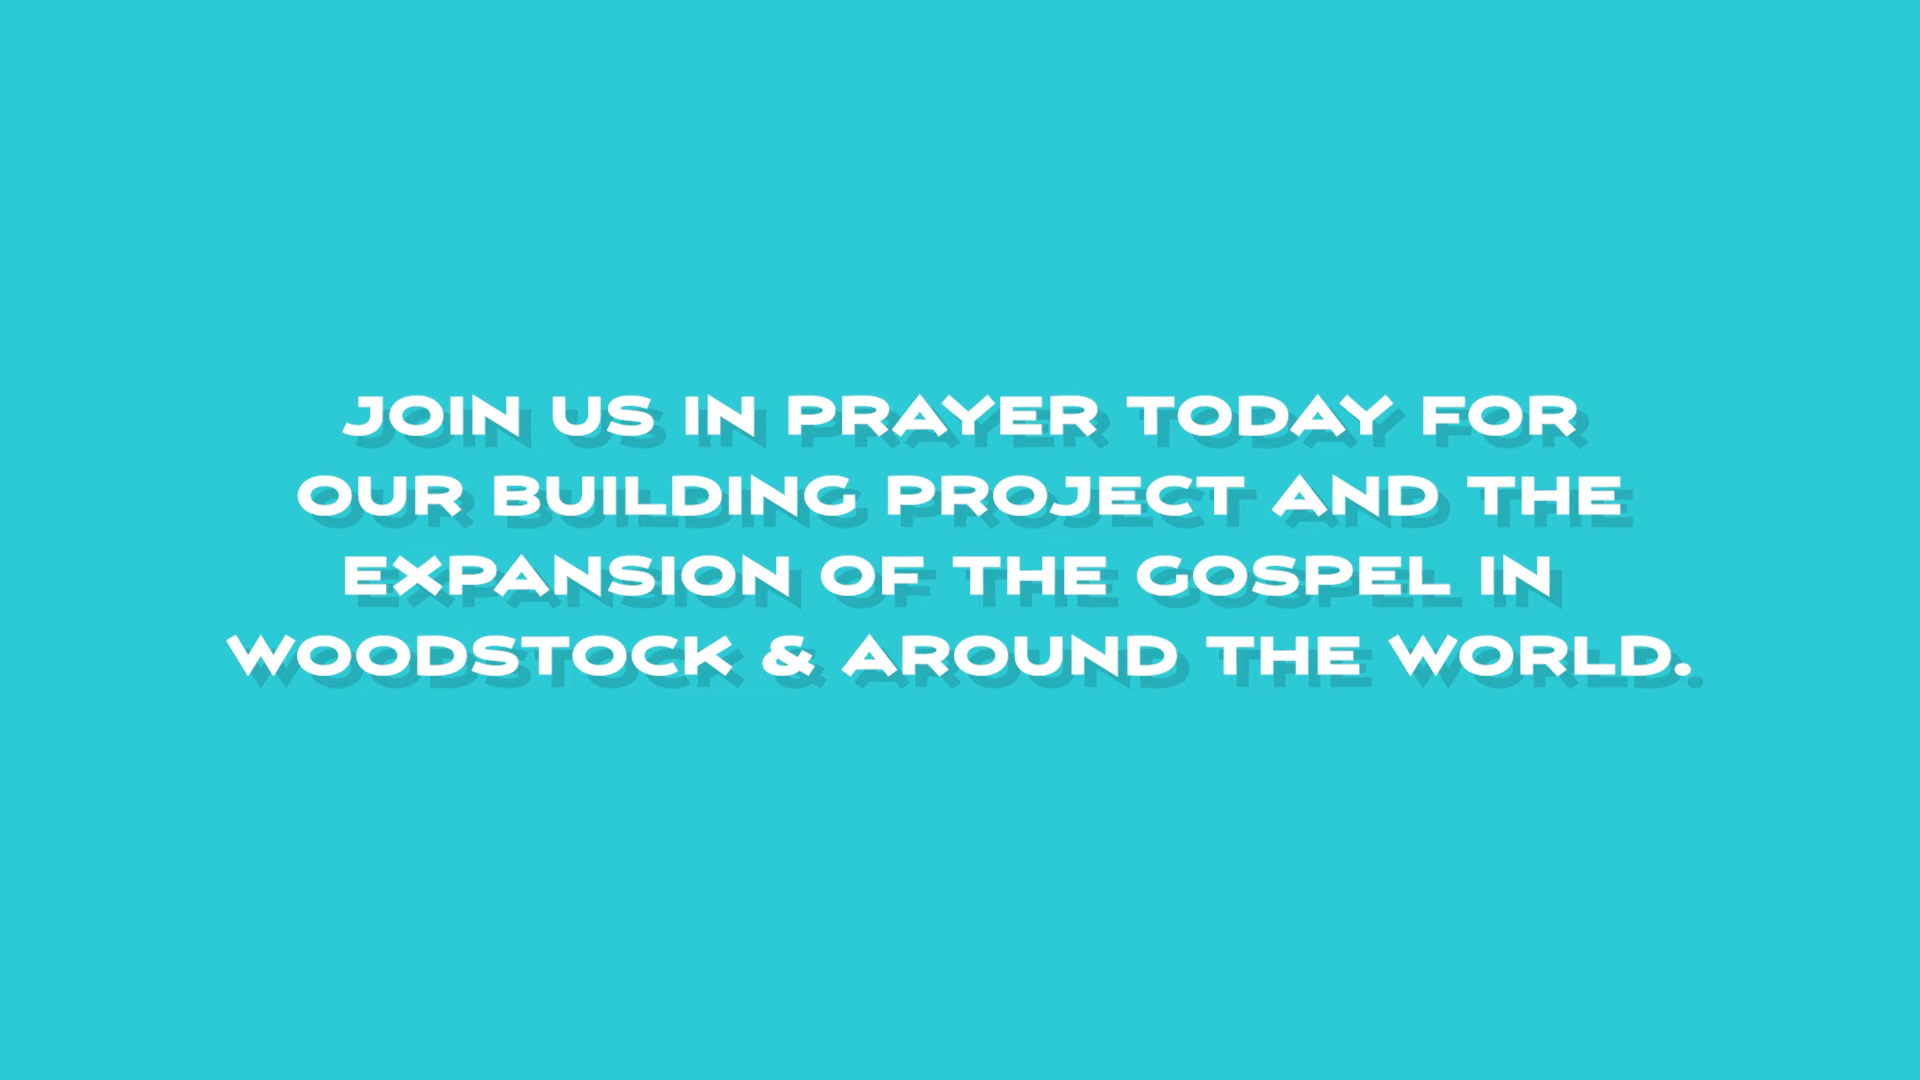 JOIN US IN PRAYER TODAY FOR
OUR BUILDING PROJECT AND THE
EXPANSION OF THE GOSPEL IN
WOODSTOCK & AROUND THE WORLD.